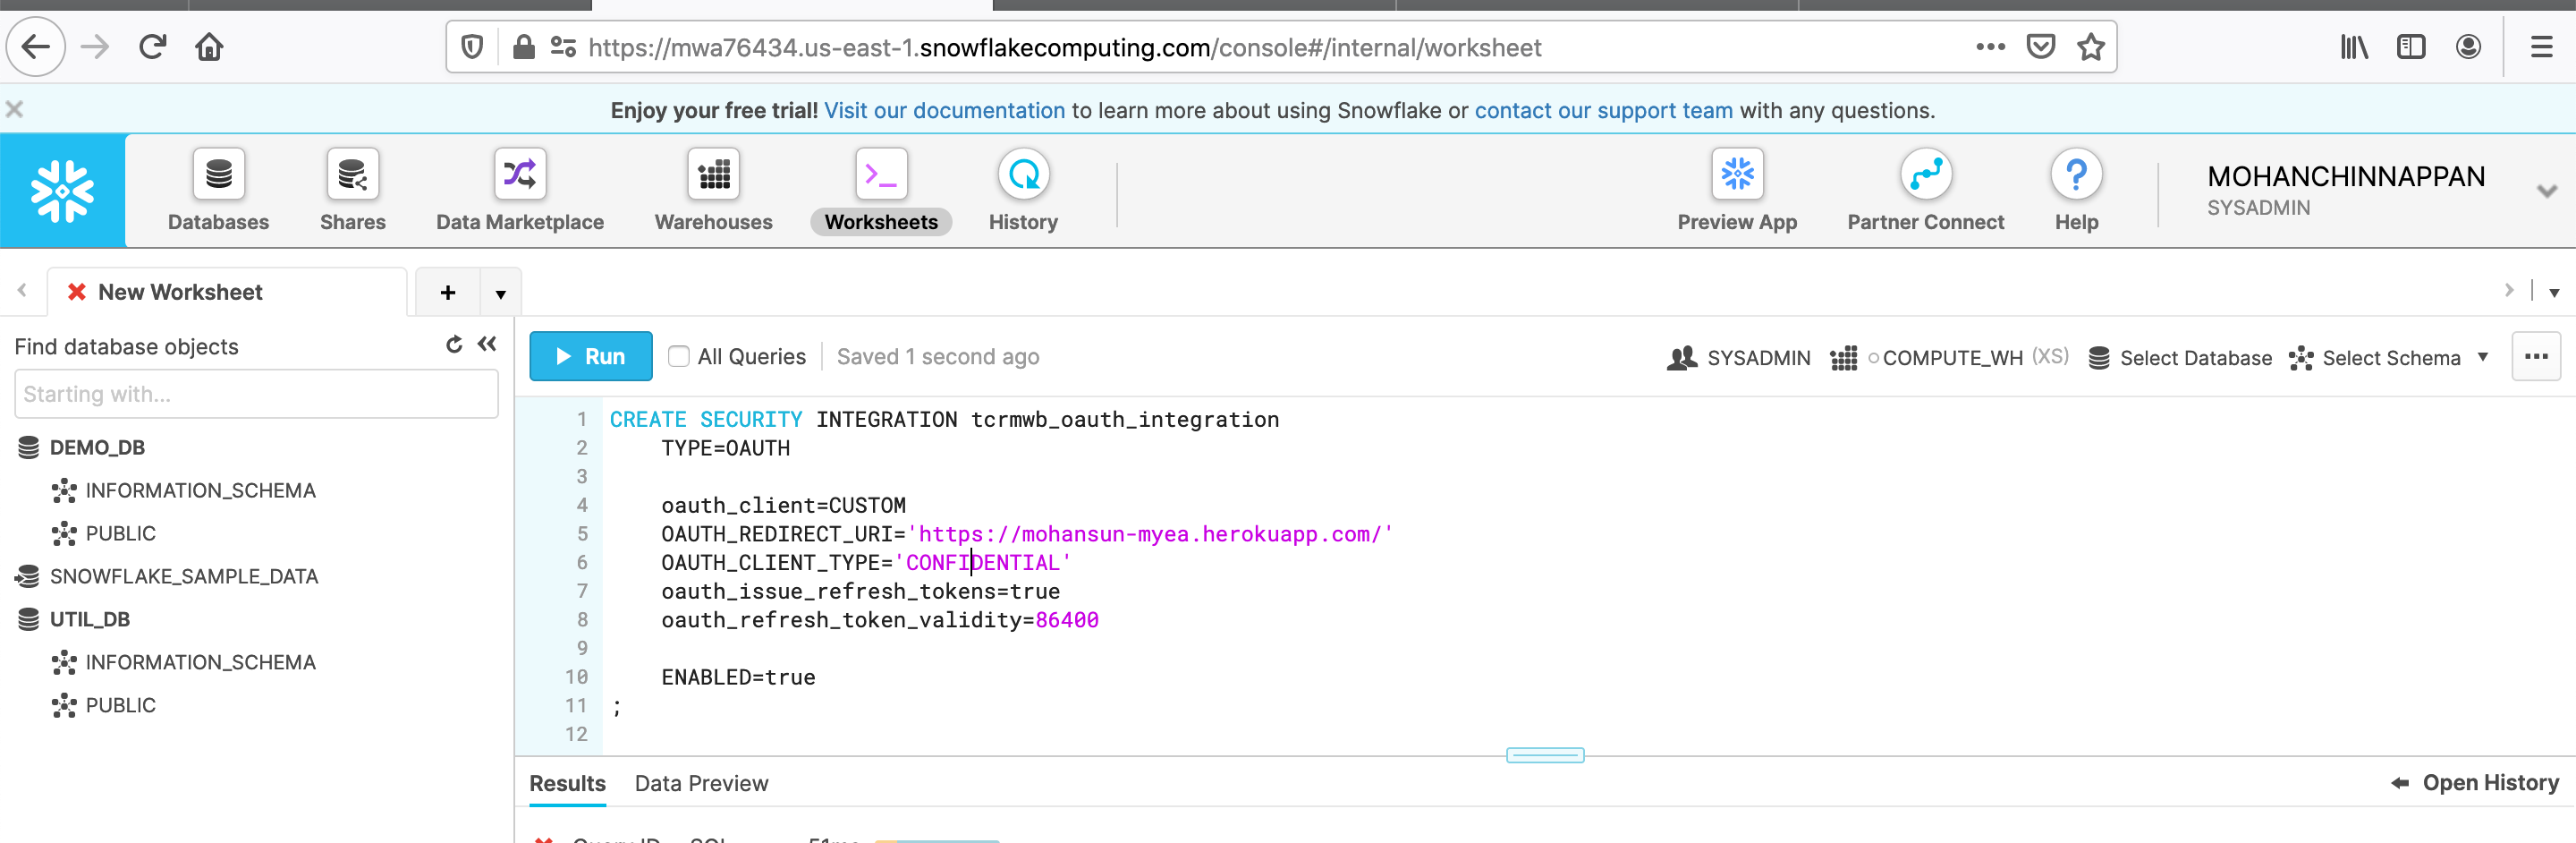 https://mwa76434.us-east-1.snowflakecomputing.com/console#/internal/worksheet
Enjoy your free trial! Visit our documentation to learn more about using Snowflake or contact our support team with any questions.
Databases
Shares
Data Marketplace
Warehouses
Worksheets
History
Preview App
Partner Connect
Help
MOHANCHINNAPPAN
SYSADMIN
New Worksheet
Find database objects
Starting with...
DEMO_DB
INFORMATION_SCHEMA
PUBLIC
SNOWFLAKE_SAMPLE_DATA
UTIL_DB
INFORMATION_SCHEMA
PUBLIC
Run All Queries Saved 1 second ago SYSADMIN COMPUTE_WH (XS) Select Database Select Schema
1 CREATE SECURITY INTEGRATION tcrmwb_oauth_integration
2 TYPE=OAUTH
3
4 oauth_client=CUSTOM
5 OAUTH_REDIRECT_URI='https://mohansun-myea.herokuapp.com/'
6 OAUTH_CLIENT_TYPE='CONFIDENTIAL'
7 oauth_issue_refresh_tokens=true
8 oauth_refresh_token_validity=86400
9
10 ENABLED=true
11 ;
12
Results Data Preview Open History